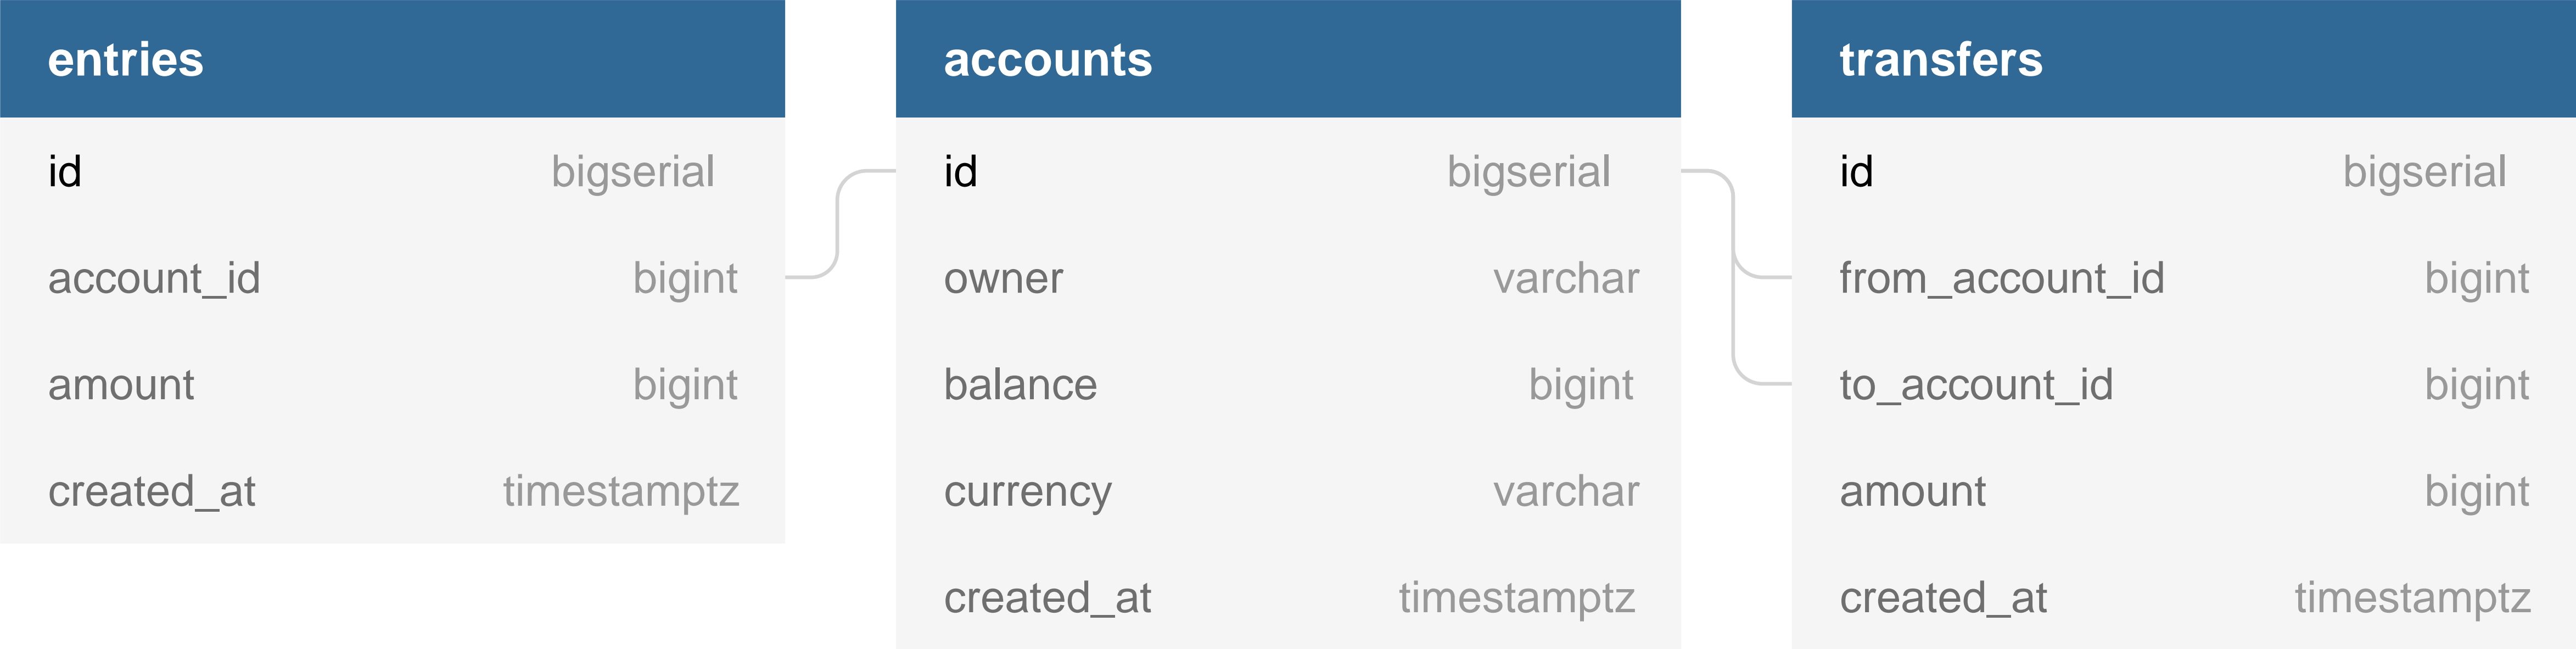 entries
id bigserial
account_id bigint
amount bigint
created_at timestamptz
accounts
id bigserial
owner varchar
balance bigint
currency varchar
created_at timestamptz
transfers
id bigserial
from_account_id bigint
to_account_id bigint
amount bigint
created_at timestamptz